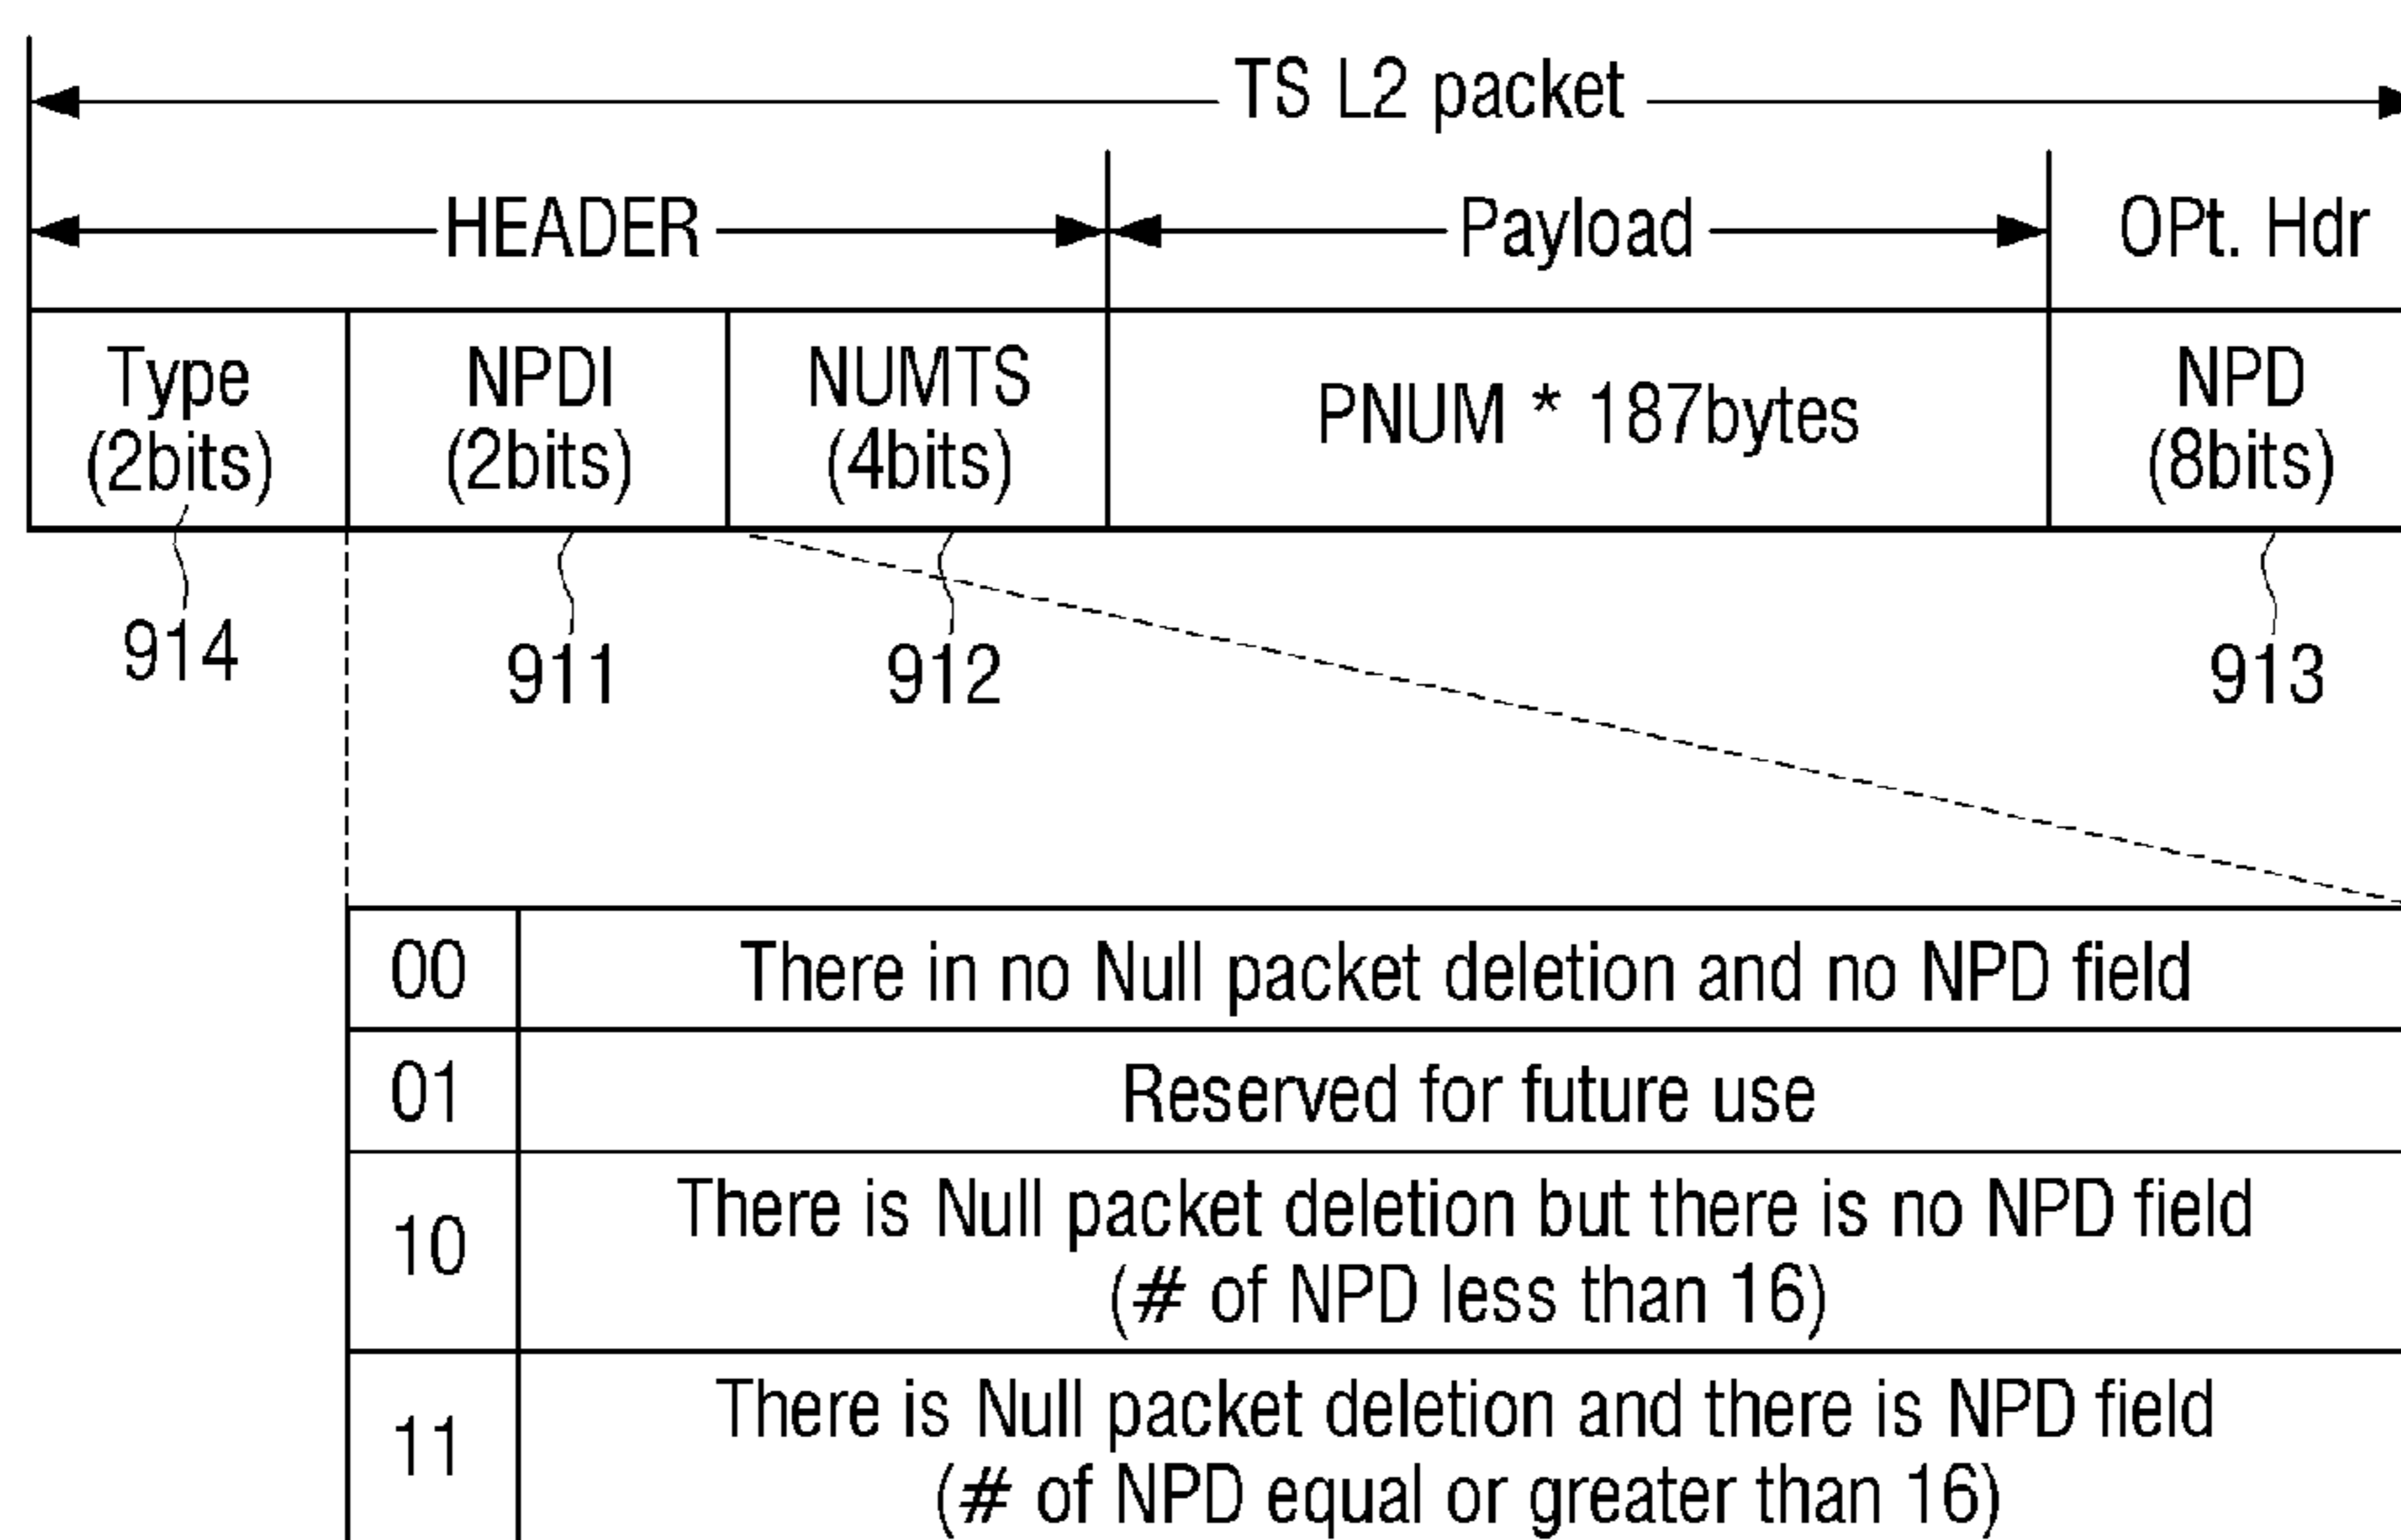 TS L2 packet
HEADER
Payload
OPt. Hdr
Type
(2bits)
NPDI
(2bits)
NUMTS
(4bits)
PNUM * 187bytes
NPD
(8bits)
914
911
912
913
00
There in no Null packet deletion and no NPD field
01
Reserved for future use
10
There is Null packet deletion but there is no NPD field
(# of NPD less than 16)
11
There is Null packet deletion and there is NPD field
(# of NPD equal or greater than 16)